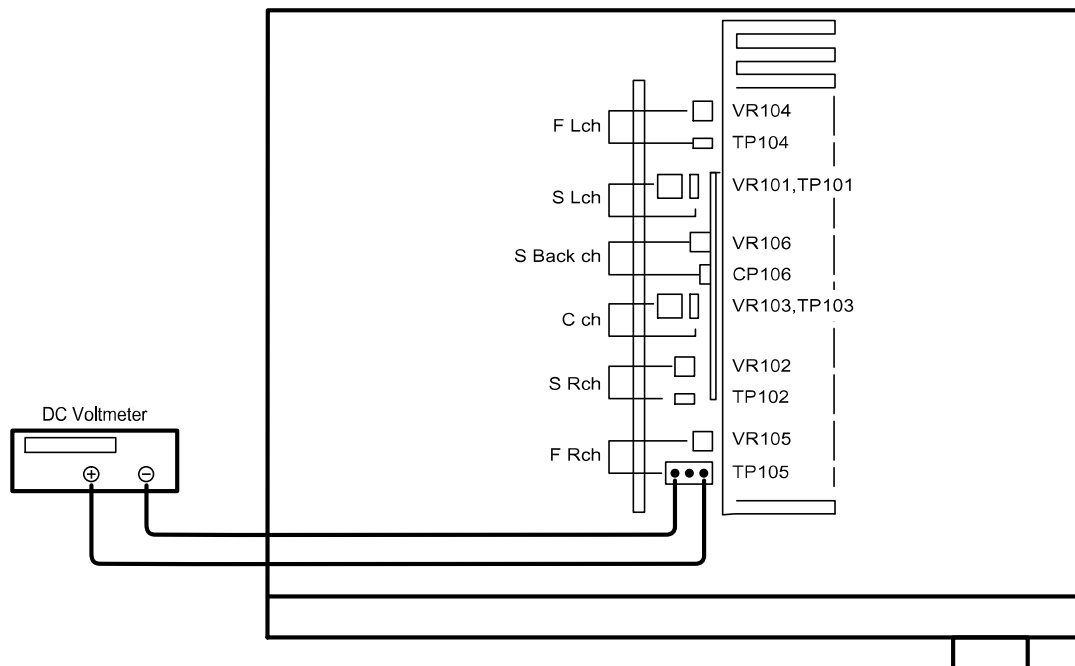 F Lch
VR104
TP104
S Lch
VR101,TP101
S Back ch
VR106
CP106
C ch
VR103,TP103
S Rch
VR102
TP102
F Rch
VR105
TP105
DC Voltmeter
+ −